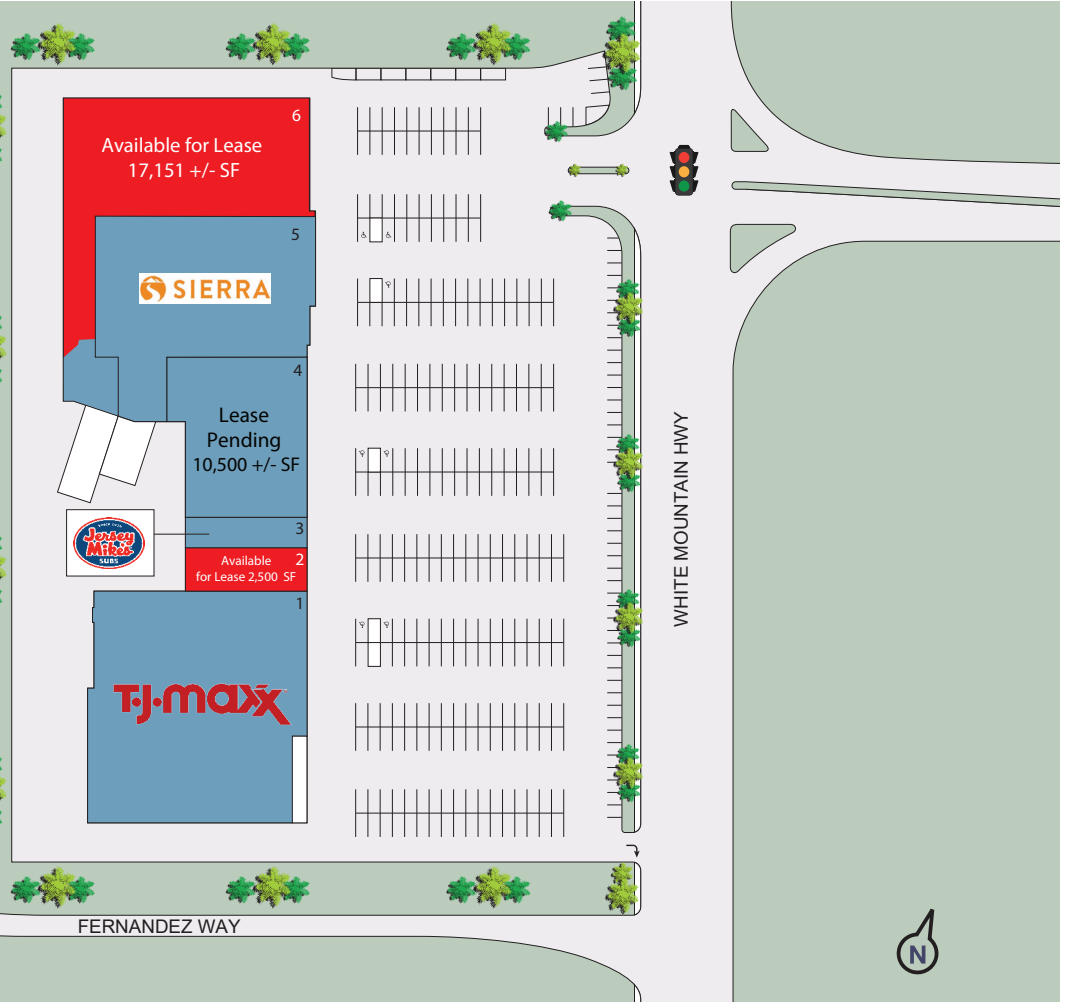 6
Available for Lease
17,151 +/- SF
5
SIERRA
4
Lease
Pending
10,500 +/- SF
3
Jersey
Mike's
SUBS
2
Available
for Lease 2,500 SF
1
T·J·maxx
WHITE MOUNTAIN HWY
FERNANDEZ WAY
N